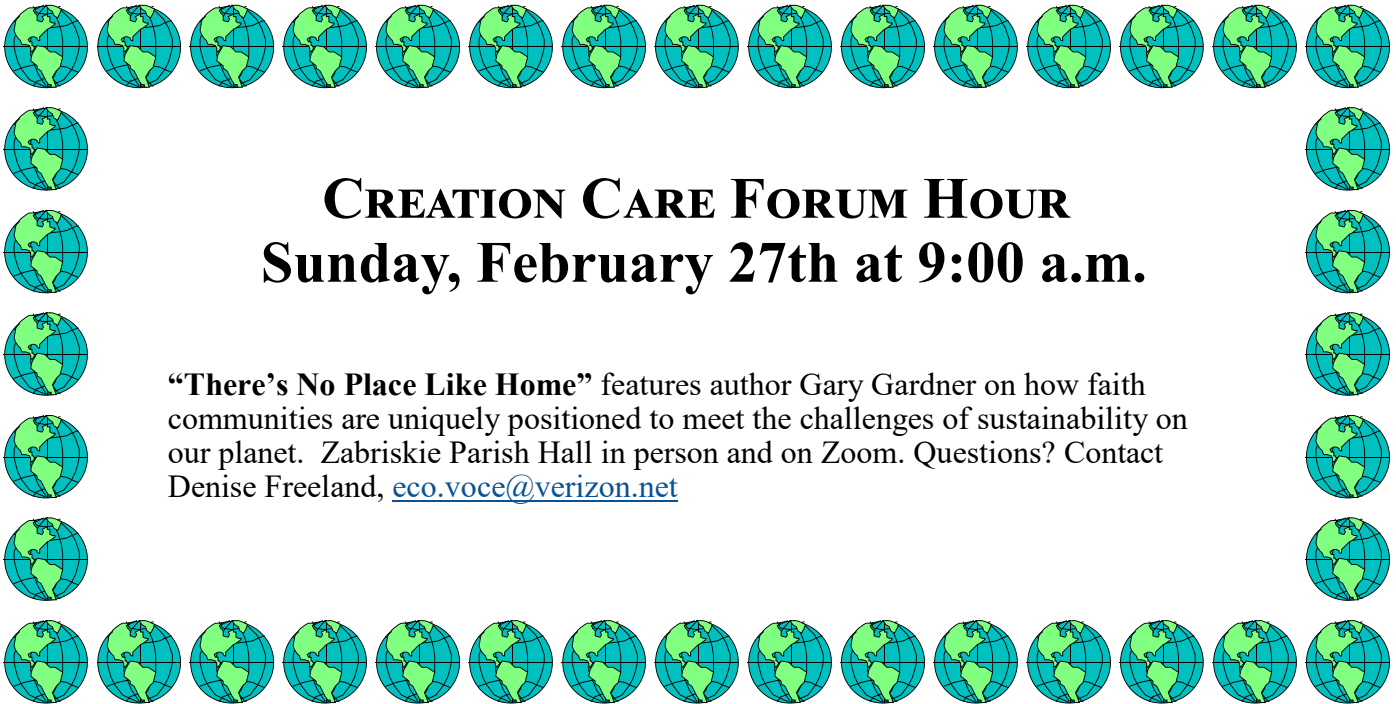 Creation Care Forum Hour
Sunday, February 27th at 9:00 a.m.
“There’s No Place Like Home” features author Gary Gardner on how faith
communities are uniquely positioned to meet the challenges of sustainability on
our planet.  Zabriskie Parish Hall in person and on Zoom. Questions? Contact
Denise Freeland, eco.voce@verizon.net